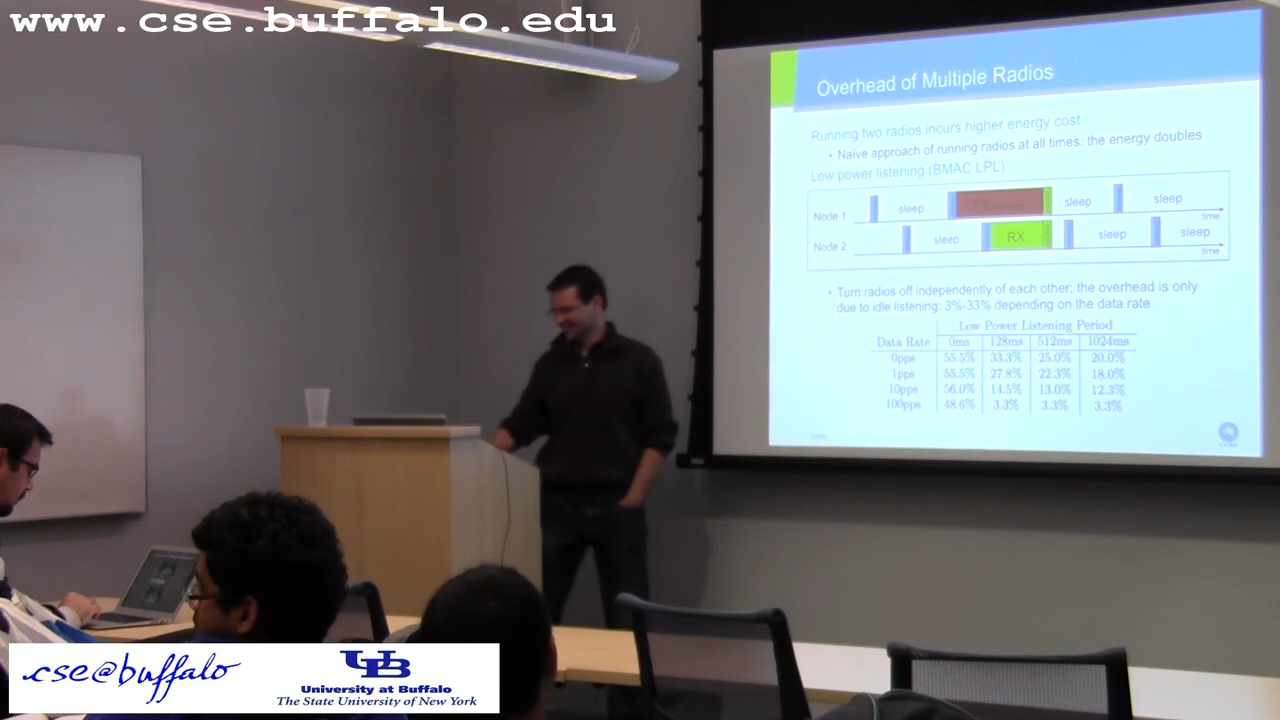 www.cse.buffalo.edu
Overhead of Multiple Radios
Running two radios incurs higher energy cost
• Naïve approach of running radios at all times: the energy doubles
Low power listening (BMAC LPL)
Node 1 sleep sleep sleep
time
Node 2 sleep RX sleep sleep
time
• Turn radios off independently of each other; the overhead is only
due to idle listening: 3%-33% depending on the data rate
Low Power Listening Period
Data Rate 0ms 128ms 512ms 1024ms
0pps 55.5% 33.3% 25.0% 20.0%
1pps 55.5% 27.8% 22.3% 18.0%
10pps 56.0% 14.5% 13.0% 12.3%
100pps 48.6% 3.3% 3.3% 3.3%
cse@buffalo
UB
University at Buffalo
The State University of New York